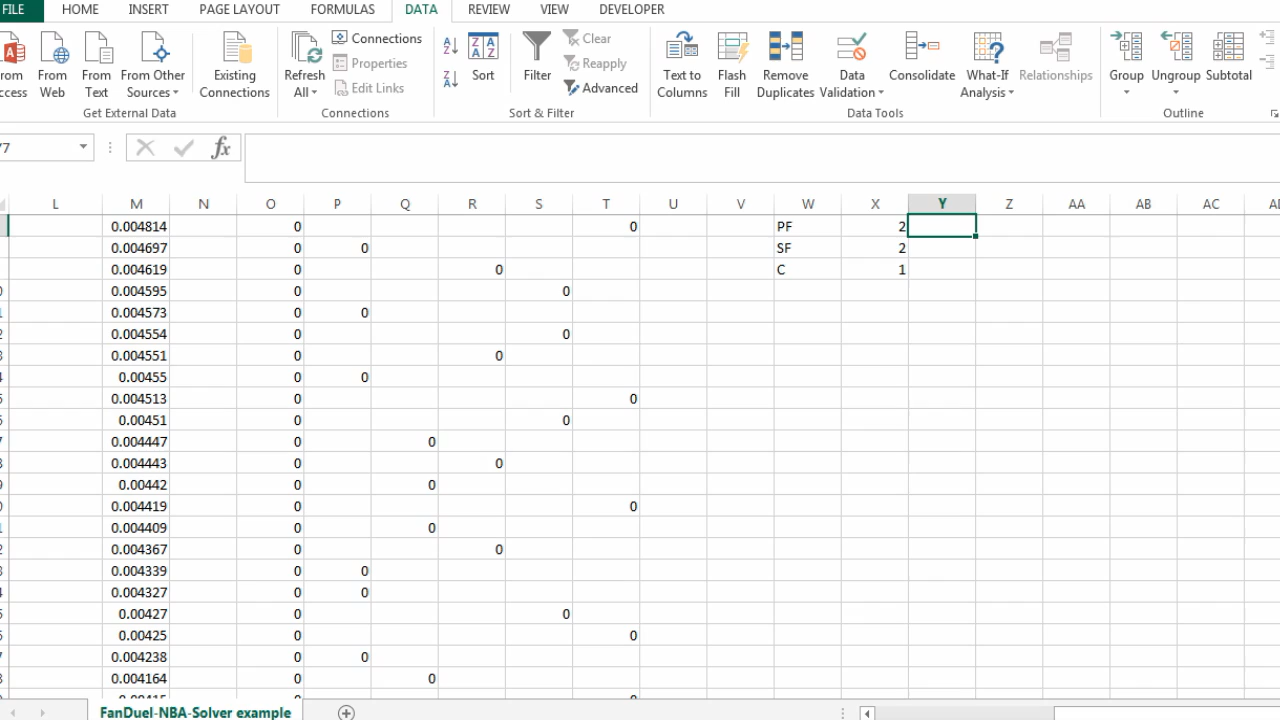 FILE HOME INSERT PAGE LAYOUT FORMULAS DATA REVIEW VIEW DEVELOPER
From Web
From Text
From Other Sources
Existing Connections
Refresh All
Connections
Properties
Edit Links
Sort
Filter
Clear
Reapply
Advanced
Text to Columns
Flash Fill
Remove Duplicates
Data Validation
Consolidate
What-If Analysis
Relationships
Group
Ungroup
Subtotal
Get External Data Connections Sort & Filter Data Tools Outline
fx
L M N O P Q R S T U V W X Y Z AA AB AC
0.004814 0 0 PF 2
0.004697 0 0 SF 2
0.004619 0 0 C 1
0.004595 0 0
0.004573 0 0
0.004554 0 0
0.004551 0 0
0.00455 0 0
0.004513 0 0
0.00451 0 0
0.004447 0 0
0.004443 0 0
0.00442 0 0
0.004419 0 0
0.004409 0 0
0.004367 0 0
0.004339 0 0
0.004327 0 0
0.00427 0 0
0.00425 0 0
0.004238 0 0
0.004164 0 0
FanDuel-NBA-Solver example